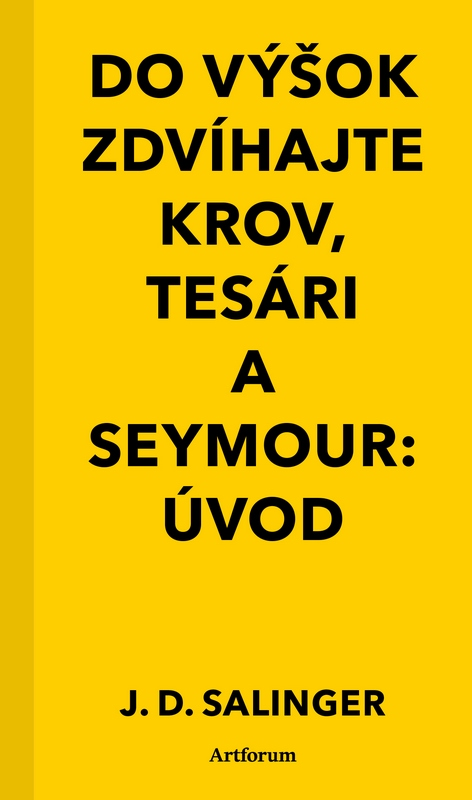 DO VÝŠOK
ZDVÍHAJTE
KROV,
TESÁRI
A
SEYMOUR:
ÚVOD
J. D. SALINGER
Artforum